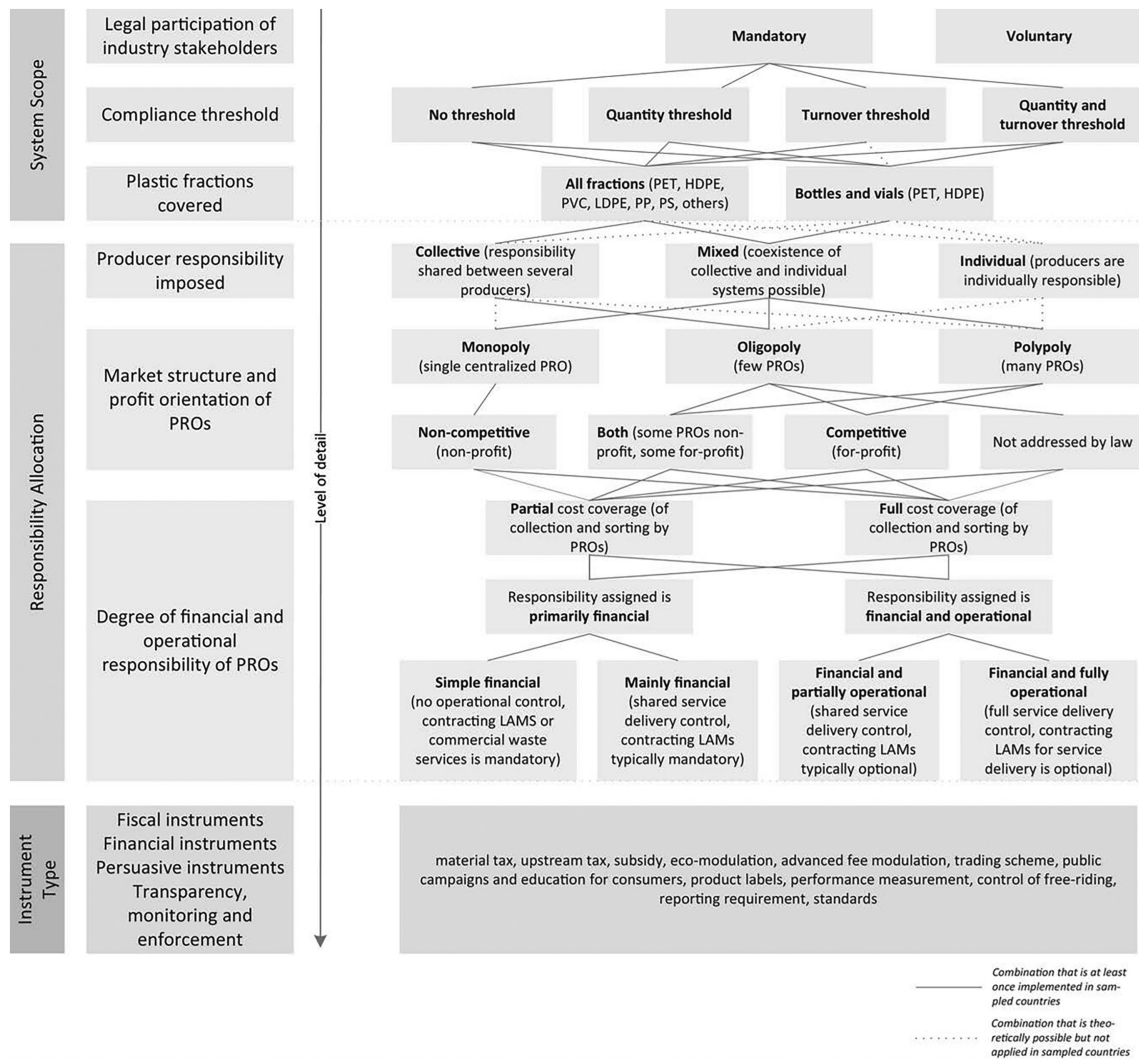 System Scope
Legal participation of
industry stakeholders
Mandatory
Voluntary
Compliance threshold
No threshold
Quantity threshold
Turnover threshold
Quantity and
turnover threshold
Plastic fractions
covered
All fractions (PET, HDPE,
PVC, LDPE, PP, PS, others)
Bottles and vials (PET, HDPE)
Responsibility Allocation
Level of detail
Producer responsibility
imposed
Collective (responsibility
shared between several
producers)
Mixed (coexistence of
collective and individual
systems possible)
Individual (producers are
individually responsible)
Market structure and
profit orientation of
PROs
Monopoly
(single centralized PRO)
Oligopoly
(few PROs)
Polypoly
(many PROs)
Non-competitive
(non-profit)
Both (some PROs non-
profit, some for-profit)
Competitive
(for-profit)
Not addressed by law
Degree of financial and
operational
responsibility of PROs
Partial cost coverage (of
collection and sorting by
PROs)
Full cost coverage (of
collection and sorting by
PROs)
Responsibility assigned is
primarily financial
Responsibility assigned is
financial and operational
Simple financial
(no operational control,
contracting LAMS or
commercial waste
services is mandatory)
Mainly financial
(shared service
delivery control,
contracting LAMs
typically mandatory)
Financial and
partially operational
(shared service
delivery control,
contracting LAMs
typically optional)
Financial and fully
operational
(full service delivery
control, contracting
LAMs for service
delivery is optional)
Instrument
Type
Fiscal instruments
Financial instruments
Persuasive instruments
Transparency,
monitoring and
enforcement
material tax, upstream tax, subsidy, eco-modulation, advanced fee modulation, trading scheme, public
campaigns and education for consumers, product labels, performance measurement, control of free-riding,
reporting requirement, standards
Combination that is at least
once implemented in sam-
pled countries
Combination that is theo-
retically possible but not
applied in sampled countries